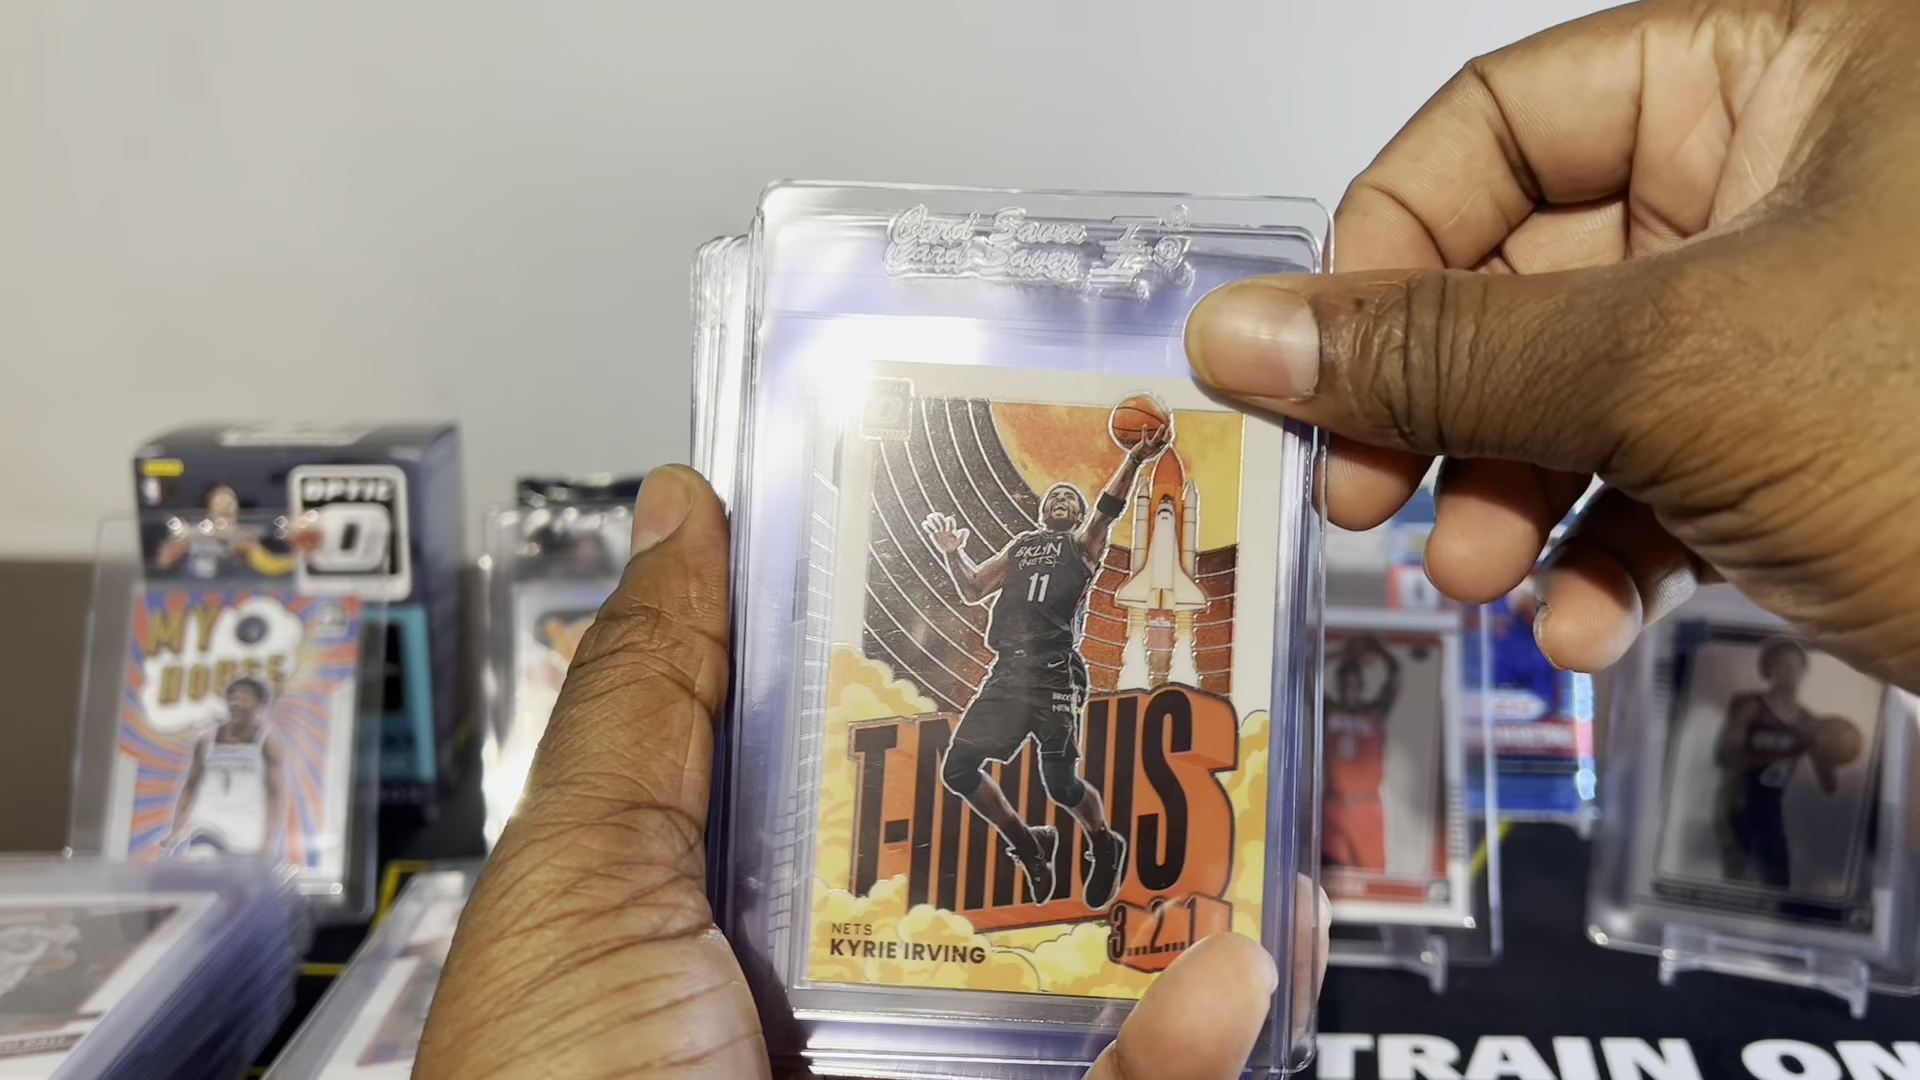 Card Saver I®
Card Saver I®
OPTIC
MY
HOUSE
BKLYN
NETS
11
T-MINUS
3...2...1
NETS
KYRIE IRVING
TRAIN ON